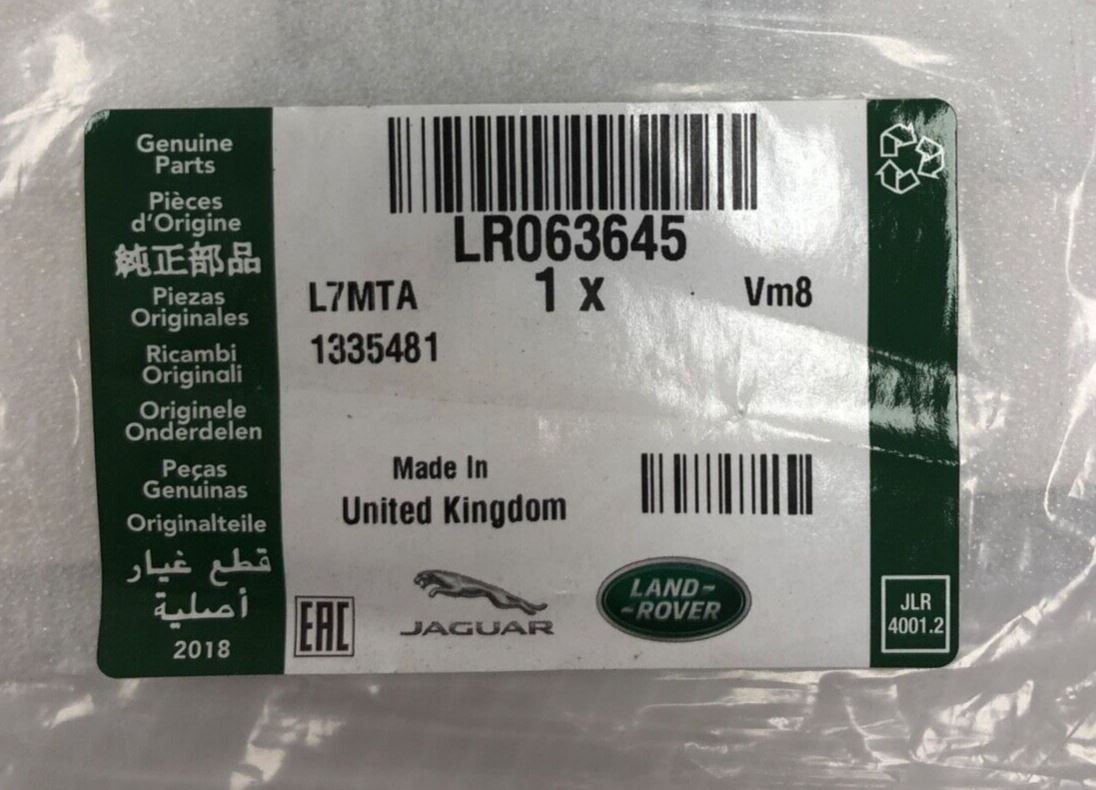 Genuine
Parts
Pièces
d'Origine
純正部品
Piezas
Originales
Ricambi
Originali
Originele
Onderdelen
Peças
Genuínas
Originalteile
قطع غيار
أصلية
2018
LR063645
L7MTA 1 x Vm8
1335481
Made In
United Kingdom
EAC
JAGUAR
LAND-
-ROVER
JLR
4001.2